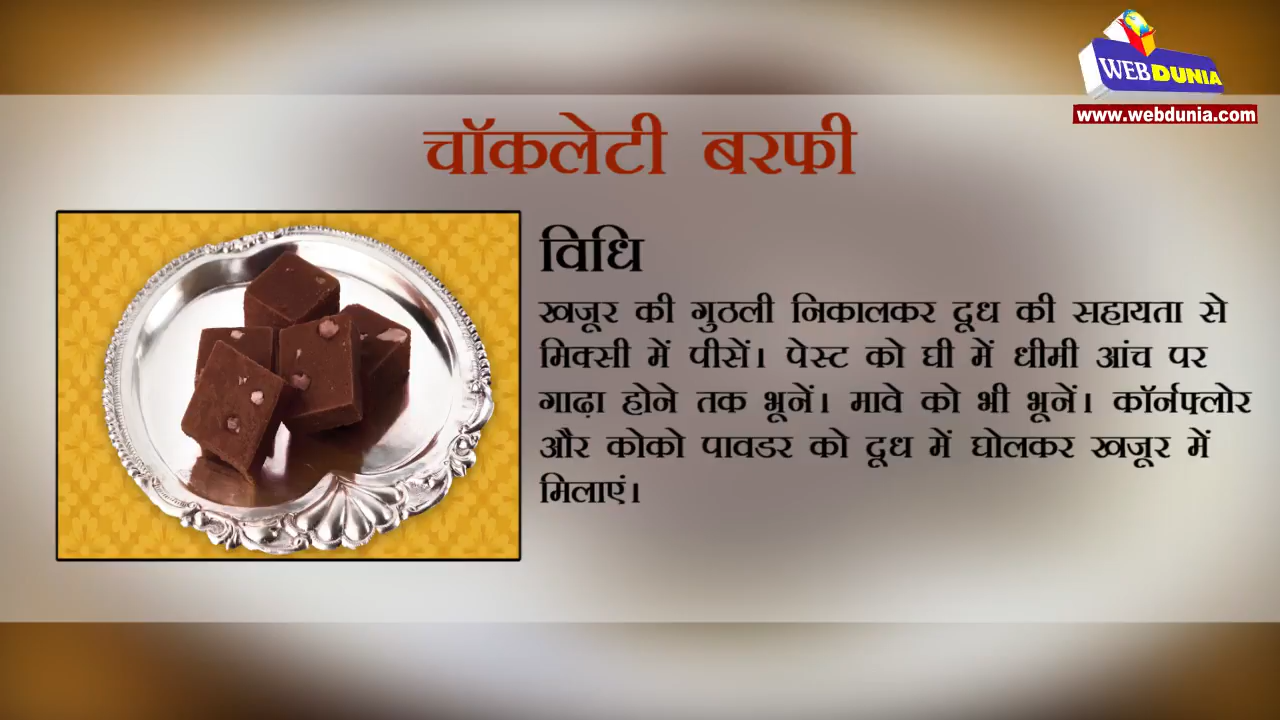 WEBDUNIA
www.webdunia.com
चॉकलेटी बरफी
विधि
खजूर की गुठली निकालकर दूध की सहायता से
मिक्सी में पीसें। पेस्ट को घी में धीमी आंच पर
गाढ़ा होने तक भूनें। मावे को भी भूनें। कॉर्नफ्लोर
और कोको पावडर को दूध में घोलकर खजूर में
मिलाएं।